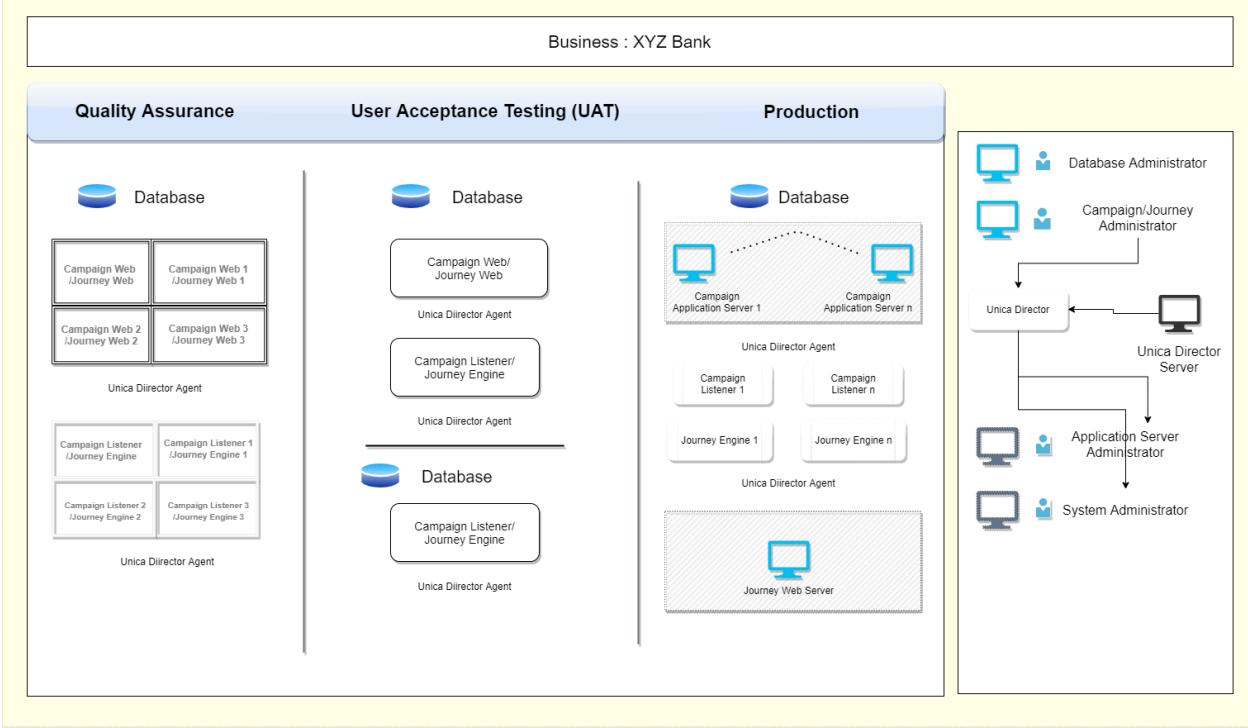 Business : XYZ Bank
Quality Assurance
User Acceptance Testing (UAT)
Production
Database
Campaign Web
/Journey Web
Campaign Web 1
/Journey Web 1
Campaign Web 2
/Journey Web 2
Campaign Web 3
/Journey Web 3
Unica Diirector Agent
Campaign Listener
/Journey Engine
Campaign Listener 1
/Journey Engine 1
Campaign Listener 2
/Journey Engine 2
Campaign Listener 3
/Journey Engine 3
Unica Diirector Agent
Database
Campaign Web/
Journey Web
Unica Diirector Agent
Campaign Listener/
Journey Engine
Unica Diirector Agent
Database
Campaign Listener/
Journey Engine
Unica Diirector Agent
Database
Campaign
Application Server 1
Campaign
Application Server n
Unica Diirector Agent
Campaign
Listener 1
Campaign
Listener n
Journey Engine 1
Journey Engine n
Unica Diirector Agent
Journey Web Server
Database Administrator
Campaign/Journey
Administrator
Unica Director
Unica Director
Server
Application Server
Administrator
System Administrator